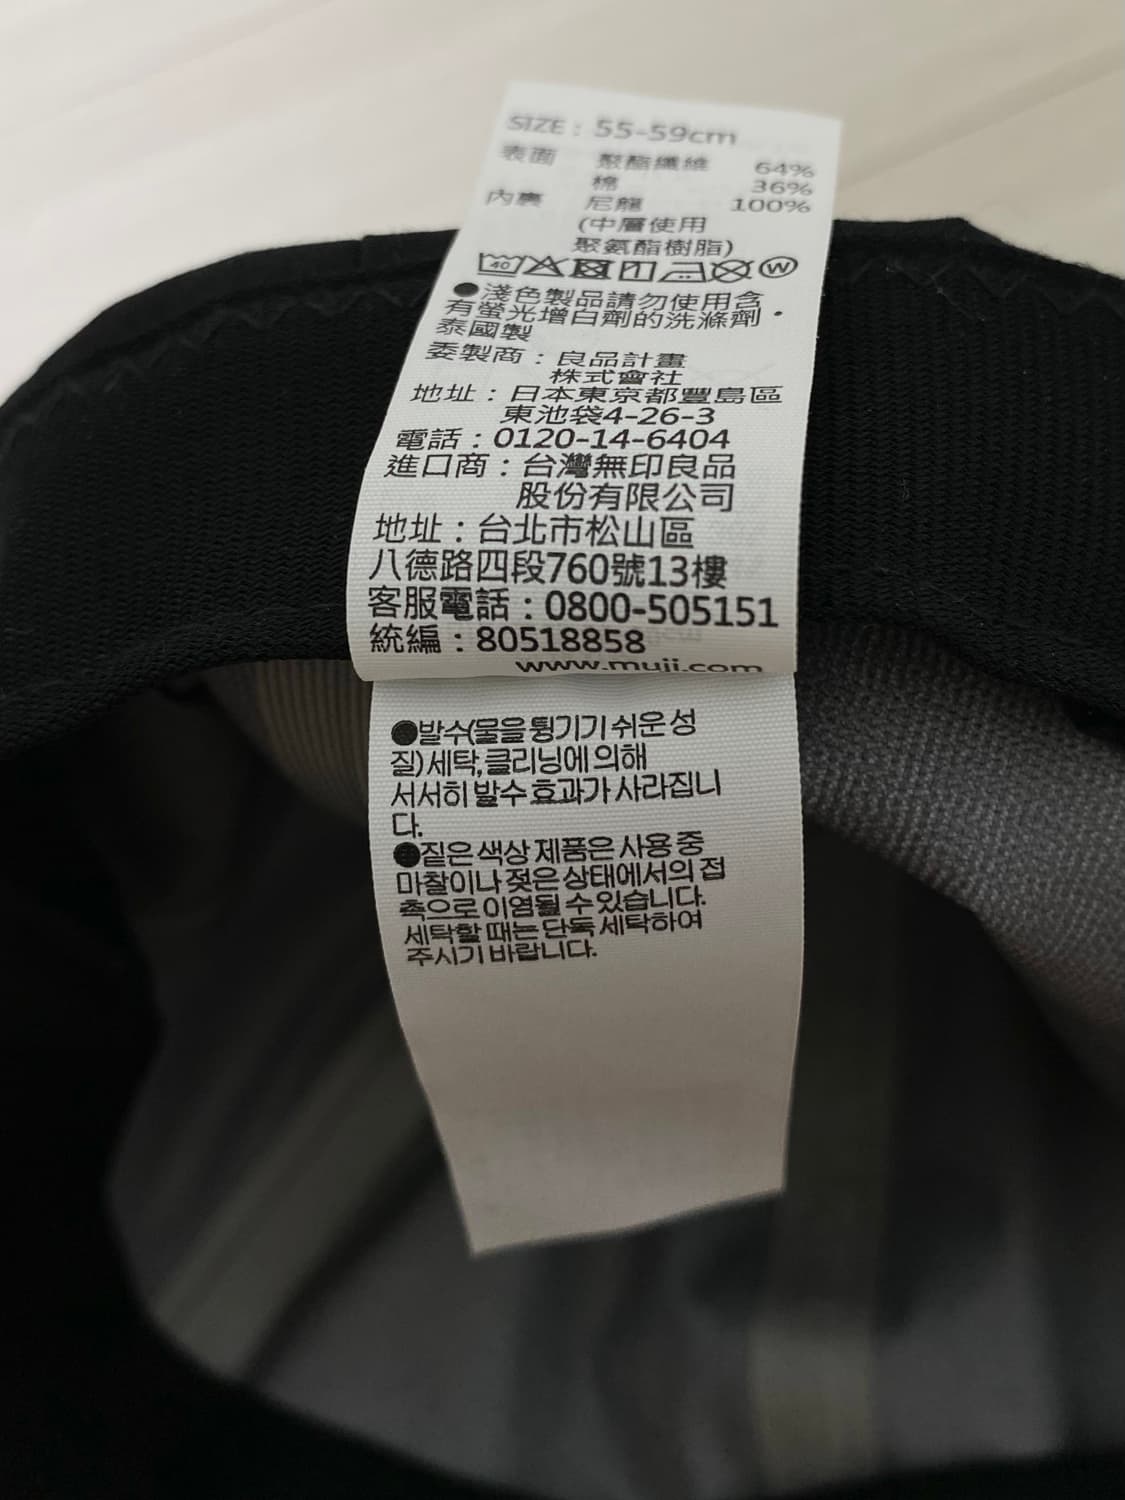 SIZE : 55-59cm
表面 聚酯纖維 64%
棉 36%
內裏 尼龍 100%
(中層使用
聚氨酯樹脂)
40 W
●淺色製品請勿使用含
有螢光增白劑的洗滌劑。
泰國製
委製商：良品計畫
株式會社
地址：日本東京都豐島區
東池袋4-26-3
電話：0120-14-6404
進口商：台灣無印良品
股份有限公司
地址：台北市松山區
八德路四段760號13樓
客服電話：0800-505151
統編：80518858
www.muji.com
●발수(물을 튕기기 쉬운 성
질)세탁,클리닝에 의해
서서히 발수 효과가 사라집니
다.
●짙은 색상 제품은 사용 중
마찰이나 젖은 상태에서의 접
촉으로 이염될 수 있습니다.
세탁할 때는 단독 세탁하여
주시기 바랍니다.